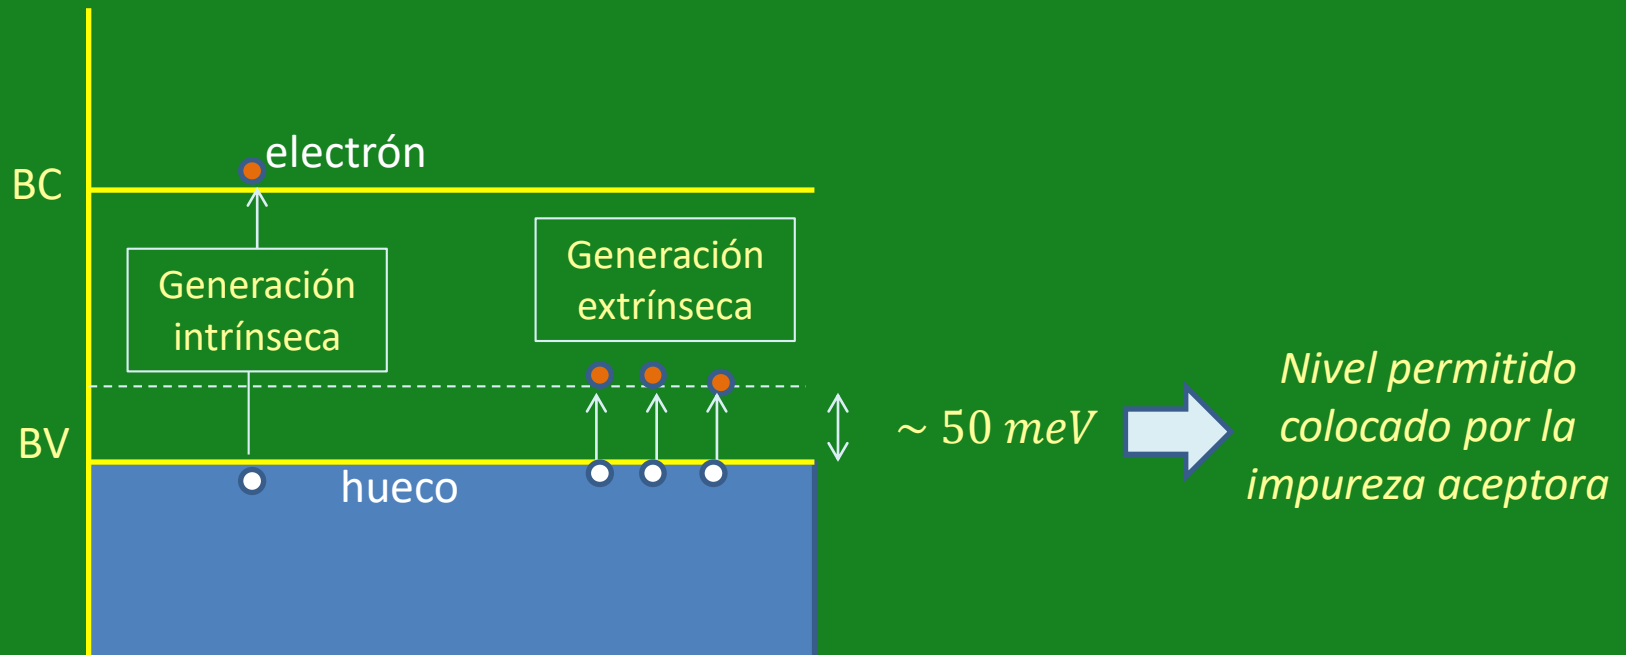 electrón
BC
Generación
intrínseca
Generación
extrínseca
BV
hueco
~ 50 meV
Nivel permitido
colocado por la
impureza aceptora